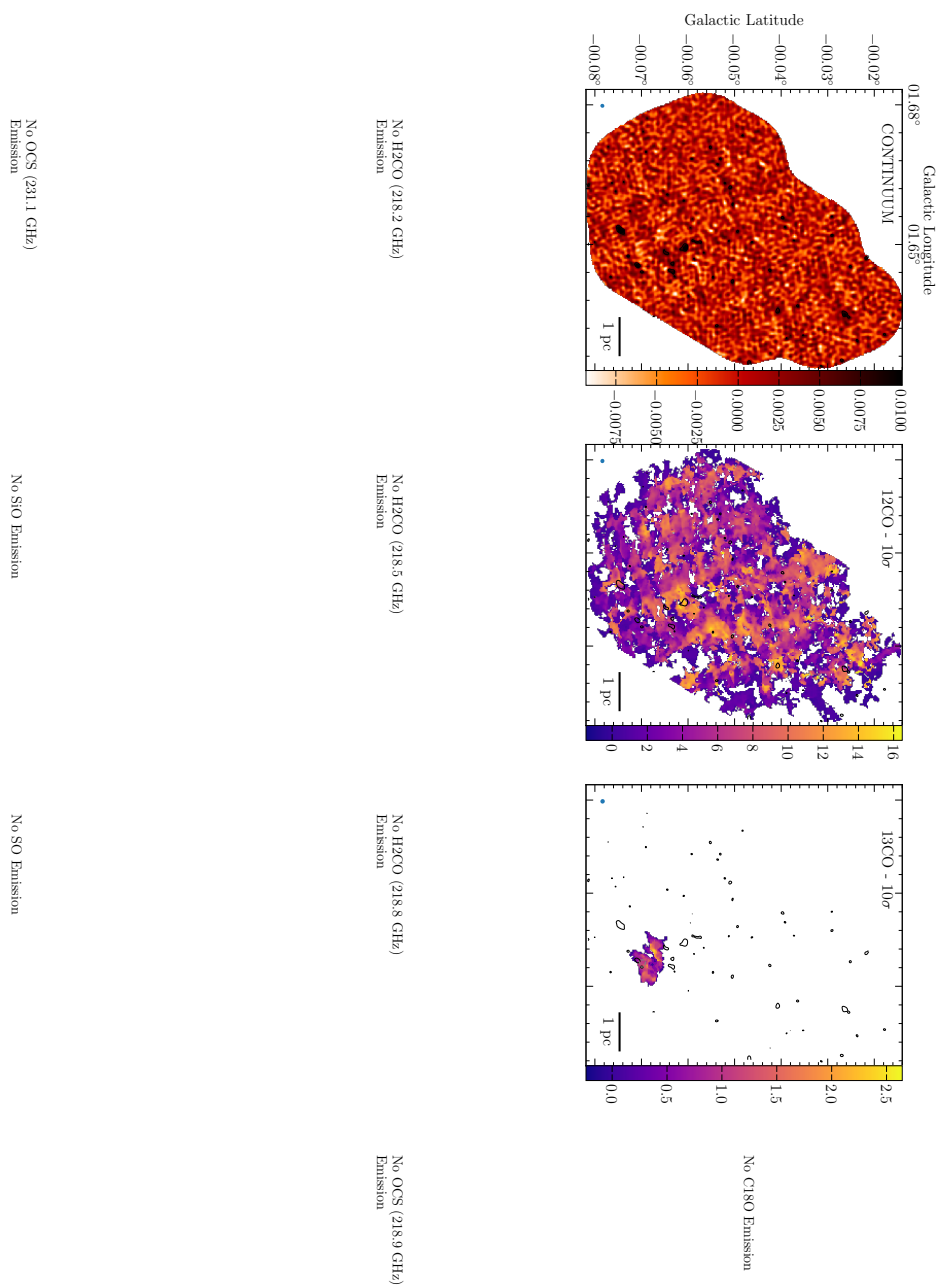 Galactic Latitude
−00.08°
−00.07°
−00.06°
−00.05°
−00.04°
−00.03°
−00.02°
01.68°
01.65°
Galactic Longitude
CONTINUUM
1 pc
0.0100
0.0075
0.0050
0.0025
0.0000
−0.0025
−0.0050
−0.0075
12CO - 10σ
1 pc
0
2
4
6
8
10
12
14
16
13CO - 10σ
1 pc
0.0
0.5
1.0
1.5
2.0
2.5
No C18O Emission
No H2CO (218.2 GHz)
Emission
No H2CO (218.5 GHz)
Emission
No H2CO (218.8 GHz)
Emission
No OCS (218.9 GHz)
Emission
No OCS (231.1 GHz)
Emission
No SiO Emission
No SO Emission